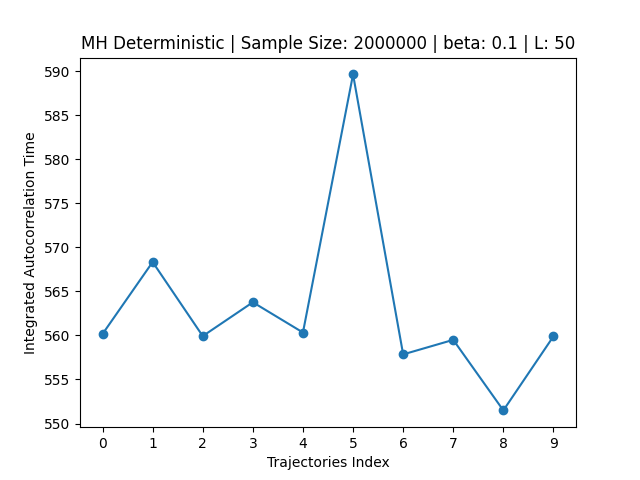 MH Deterministic | Sample Size: 2000000 | beta: 0.1 | L: 50
Integrated Autocorrelation Time
590
585
580
575
570
565
560
555
550
0 1 2 3 4 5 6 7 8 9
Trajectories Index